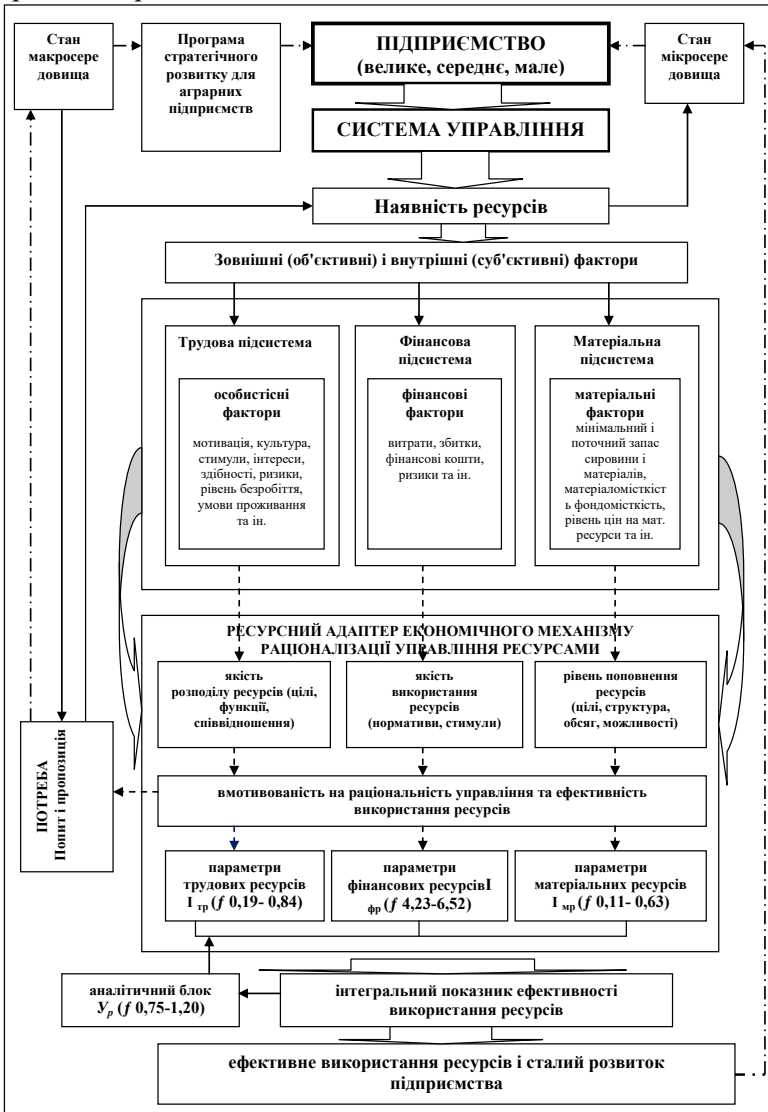 Стан
макросере
довища
Програма
стратегічного
розвитку для
аграрних
підприємств
ПІДПРИЄМСТВО
(велике, середнє, мале)
Стан
мікросере
довища
СИСТЕМА УПРАВЛІННЯ
Наявність ресурсів
Зовнішні (об'єктивні) і внутрішні (суб'єктивні) фактори
Трудова підсистема
особистісні
фактори
мотивація, культура,
стимули, інтереси,
здібності, ризики,
рівень безробіття,
умови проживання
та ін.
Фінансова
підсистема
фінансові
фактори
витрати, збитки,
фінансові кошти,
ризики та ін.
Матеріальна
підсистема
матеріальні
фактори
мінімальний і
поточний запас
сировини і
матеріалів,
матеріаломісткіст
ь фондомісткість,
рівень цін на мат.
ресурси та ін.
РЕСУРСНИЙ АДАПТЕР ЕКОНОМІЧНОГО МЕХАНІЗМУ
РАЦІОНАЛІЗАЦІЇ УПРАВЛІННЯ РЕСУРСАМИ
якість
розподілу ресурсів (цілі,
функції,
співвідношення)
якість
використання
ресурсів
(нормативи, стимули)
рівень поповнення
ресурсів
(цілі, структура,
обсяг, можливості)
ПОТРЕБА
Попит і пропозиція
вмотивованість на раціональність управління та ефективність
використання ресурсів
параметри
трудових ресурсів
І тр (f 0,19- 0,84)
параметри
фінансових ресурсівІ
фр (f 4,23-6,52)
параметри
матеріальних ресурсів
І мр (f 0,11- 0,63)
аналітичний блок
Ур (f 0,75-1,20)
інтегральний показник ефективності
використання ресурсів
ефективне використання ресурсів і сталий розвиток
підприємства